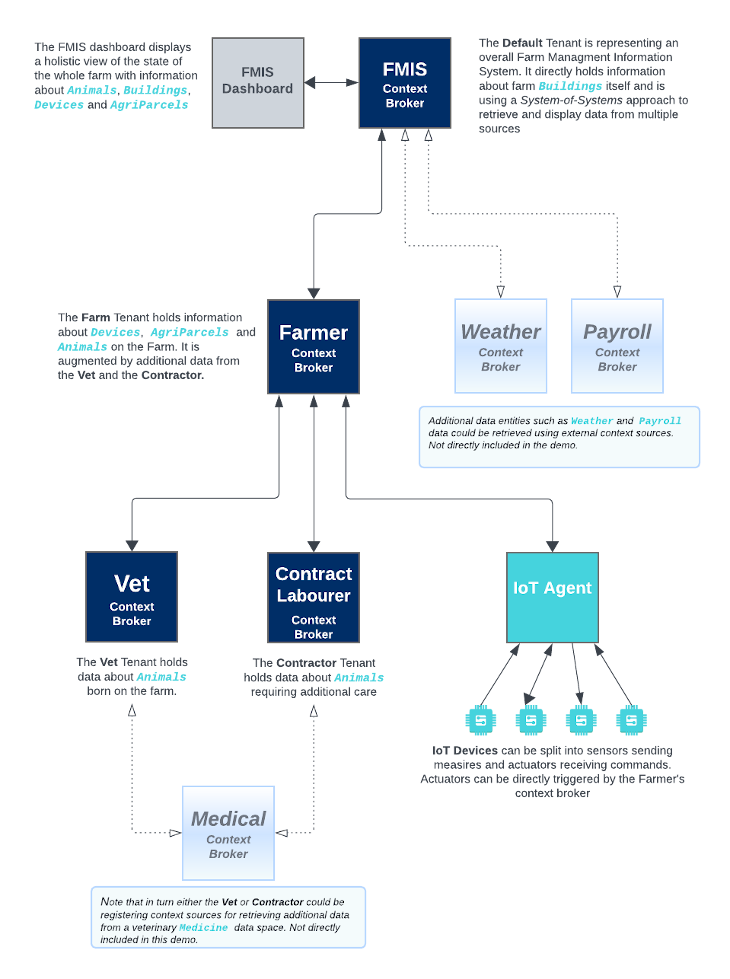 The FMIS dashboard displays
a holistic view of the state of
the whole farm with information
about Animals, Buildings,
Devices and AgriParcels
FMIS
Dashboard
FMIS
Context
Broker
The Default Tenant is representing an
overall Farm Managment Information
System. It directly holds information
about farm Buildings itself and is
using a System-of-Systems approach to
retrieve and display data from multiple
sources
The Farm Tenant holds information
about Devices, AgriParcels and
Animals on the Farm. It is
augmented by additional data from
the Vet and the Contractor.
Farmer
Context
Broker
Weather
Context
Broker
Payroll
Context
Broker
Additional data entities such as Weather and Payroll
data could be retrieved using external context sources.
Not directly included in the demo.
Vet
Context
Broker
Contract
Labourer
Context
Broker
IoT Agent
The Vet Tenant holds
data about Animals
born on the farm.
The Contractor Tenant
holds data about Animals
requiring additional care
IoT Devices can be split into sensors sending
measires and actuators receiving commands.
Actuators can be directly triggered by the Farmer's
context broker
Medical
Context
Broker
Note that in turn either the Vet or Contractor could be
registering context sources for retrieving additional data
from a veterinary Medicine data space. Not directly
included in this demo.